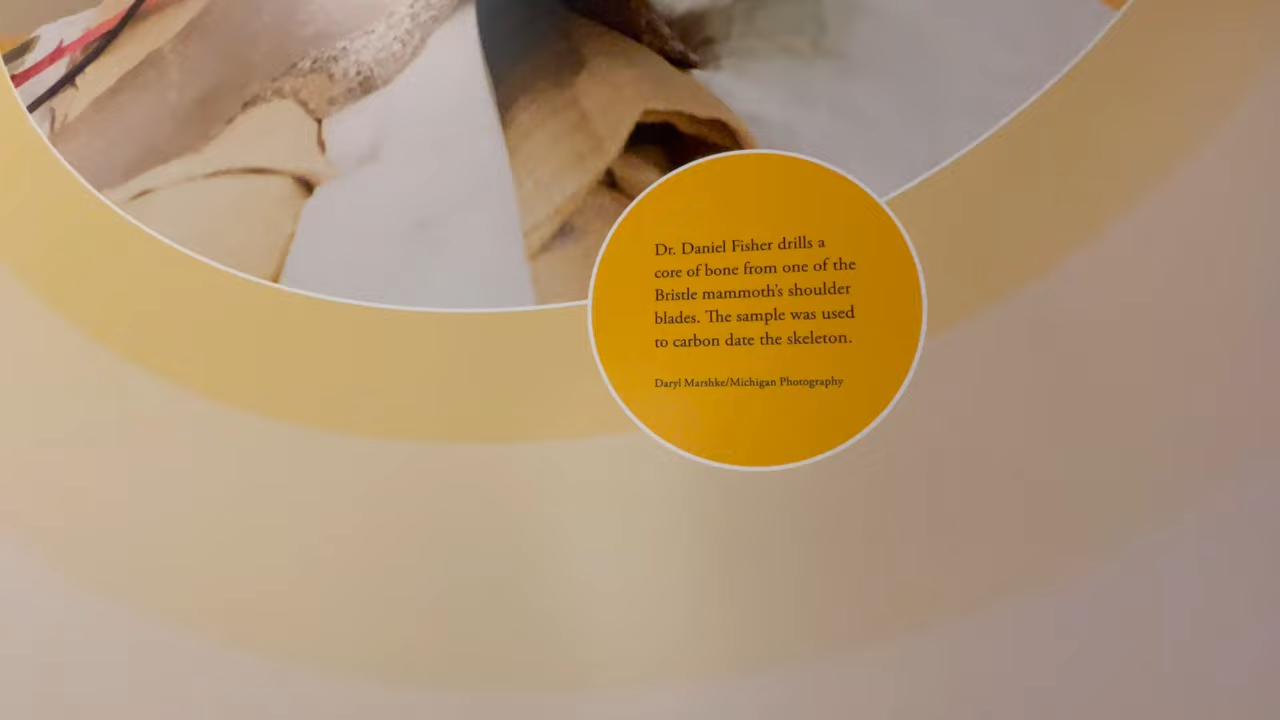 Dr. Daniel Fisher drills a
core of bone from one of the
Bristle mammoth's shoulder
blades. The sample was used
to carbon date the skeleton.
Daryl Marshke/Michigan Photography